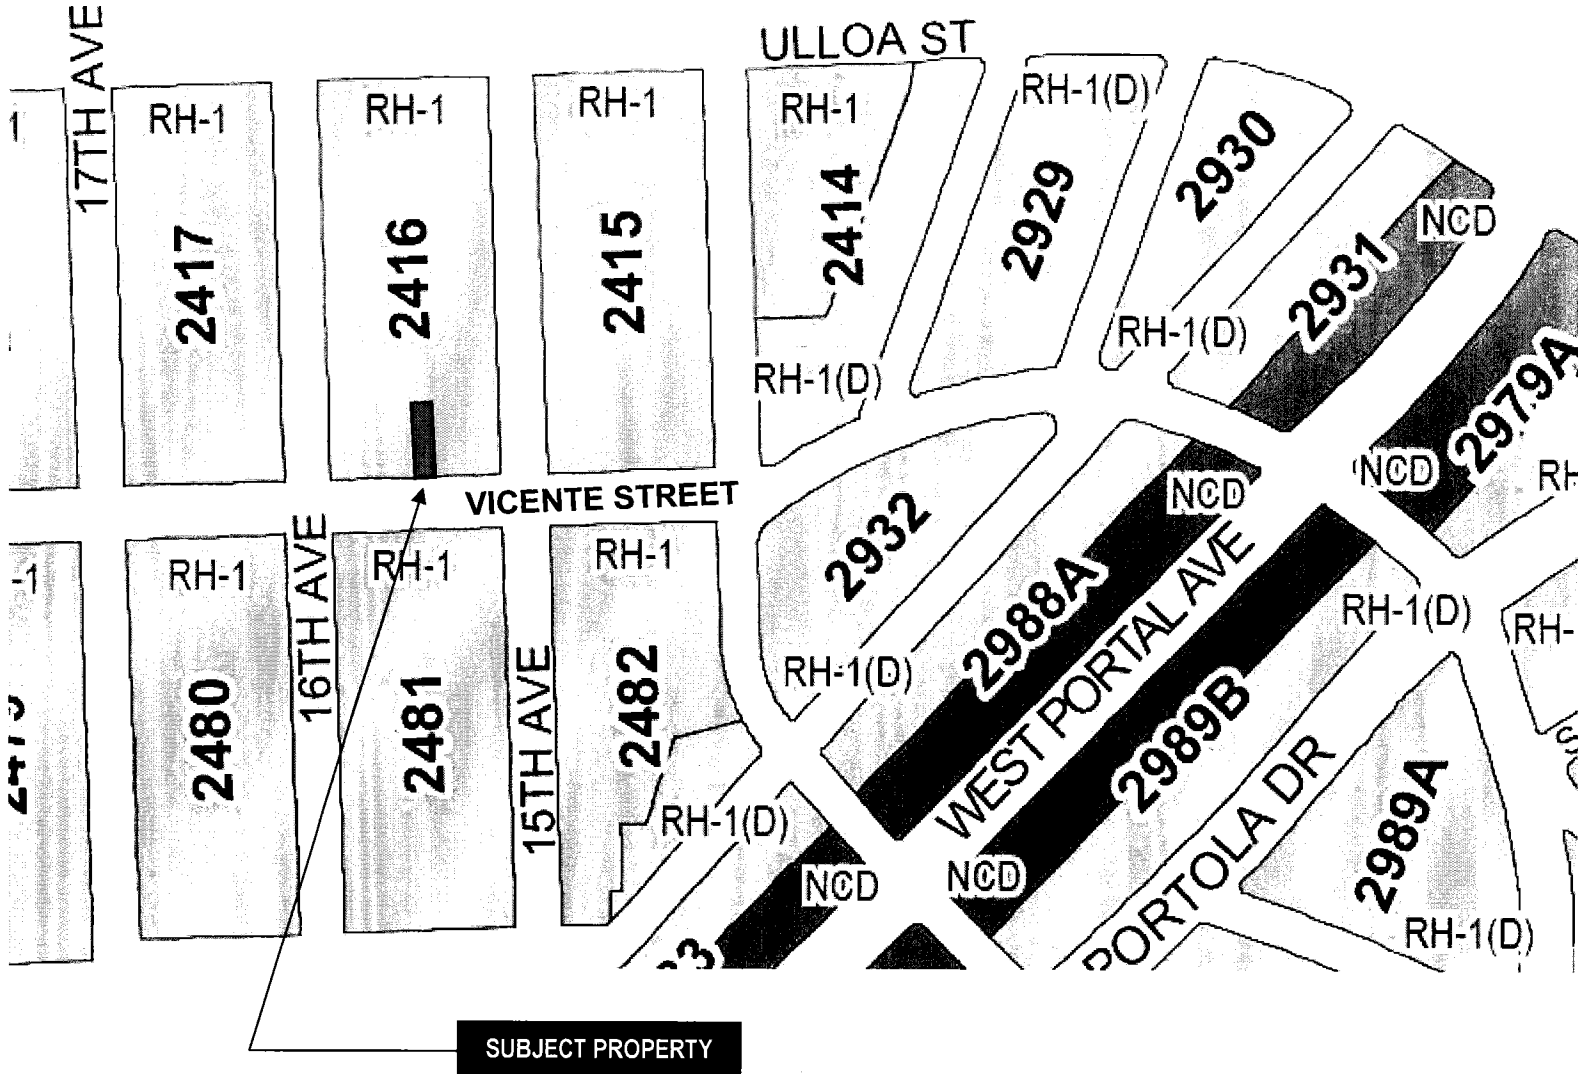 ULLOA ST
17TH AVE
RH-1
RH-1
RH-1
RH-1
RH-1(D)
2417
2416
2415
2414
2929
2930
2931
NCD
RH-1(D)
RH-1(D)
2979A
NCD
NCD
VICENTE STREET
2932
16TH AVE
15TH AVE
-1
RH-1
RH-1
RH-1
2480
2481
2482
RH-1(D)
2988A
WEST PORTAL AVE
2989B
RH-1(D)
RH-
RH-1(D)
NCD
NCD
PORTOLA DR
2989A
RH-1(D)
SUBJECT PROPERTY